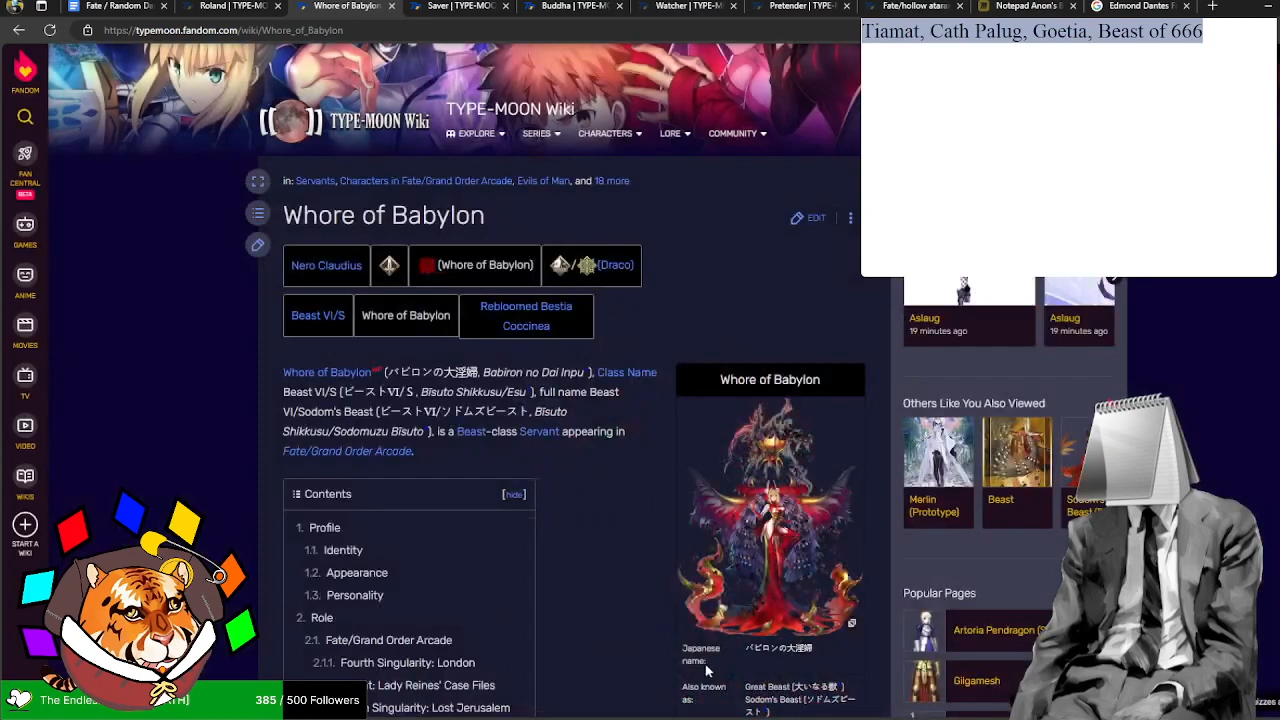 Fate / Random Da
Roland | TYPE-MO
Whore of Babylon
Saver | TYPE-MOO
Buddha | TYPE-M
Watcher | TYPE-M
Pretender | TYPE-
Fate/hollow atara
Notepad Anon's B
Edmond Dantes F
https://typemoon.fandom.com/wiki/Whore_of_Babylon
Tiamat, Cath Palug, Goetia, Beast of 666
FANDOM
FAN CENTRAL
BETA
GAMES
ANIME
MOVIES
TV
VIDEO
WIKIS
START A WIKI
TYPE-MOON Wiki
TYPE-MOON Wiki
EXPLORE
SERIES
CHARACTERS
LORE
COMMUNITY
in: Servants, Characters in Fate/Grand Order Arcade, Evils of Man, and 18 more
Whore of Babylon
EDIT
Nero Claudius
(Whore of Babylon)
/ (Draco)
Beast VI/S
Whore of Babylon
Rebloomed Bestia
Coccinea
Whore of Babylon (バビロンの大淫婦, Babiron no Dai Inpu), Class Name
Beast VI/S (ビーストVI/S, Bīsuto Shikkusu/Esu), full name Beast
VI/Sodom's Beast (ビーストVI/ソドムズビースト, Bīsuto
Shikkusu/Sodomuzu Bīsuto), is a Beast-class Servant appearing in
Fate/Grand Order Arcade.
Contents [hide]
1. Profile
1.1. Identity
1.2. Appearance
1.3. Personality
2. Role
2.1. Fate/Grand Order Arcade
2.1.1. Fourth Singularity: London
t: Lady Reines' Case Files
Singularity: Lost Jerusalem
Whore of Babylon
Japanese name:
バビロンの大淫婦
Also known as:
Great Beast (大いなる獣)
Sodom's Beast (ソドムズビースト)
Aslaug
19 minutes ago
Aslaug
19 minutes ago
Others Like You Also Viewed
Merlin
(Prototype)
Beast
Popular Pages
Artoria Pendragon (S
Gilgamesh
The Endles
385 / 500 Followers